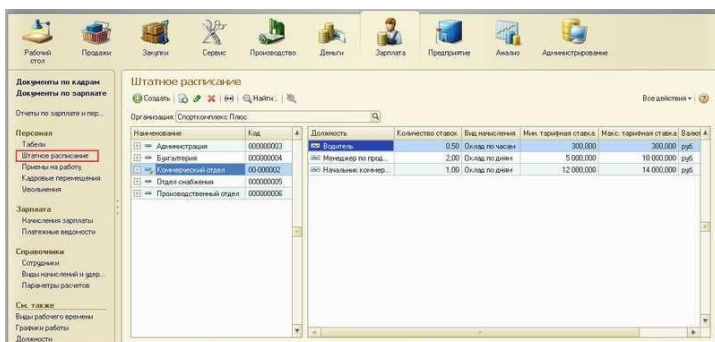 Рабочий стол
Продажи
Закупки
Сервис
Производство
Деньги
Зарплата
Предприятие
Анализ
Администрирование
Документы по кадрам
Документы по зарплате
Отчеты по зарплате и пер...
Персонал
Табели
Штатное расписание
Приемы на работу
Кадровые перемещения
Увольнения
Зарплата
Начисления зарплаты
Платежные ведомости
Справочники
Сотрудники
Виды начислений и удер...
Параметры расчетов
См. также
Виды рабочего времени
Графики работы
Должности
Штатное расписание
Создать
Найти...
Все действия
Организация: Спорткомплекс Плюс
Наименование Код
Администрация 000000003
Бухгалтерия 000000004
Коммерческий отдел 00-000002
Отдел снабжения 000000005
Производственный отдел 000000006
Должность Количество ставок Вид начисления Мин. тарифная ставка Макс. тарифная ставка Валют
Водитель 0,50 Оклад по часам 300,000 300,000 руб.
Менеджер по прод... 2,00 Оклад по дням 5 000,000 10 000,000 руб.
Начальник коммер... 1,00 Оклад по дням 12 000,000 14 000,000 руб.